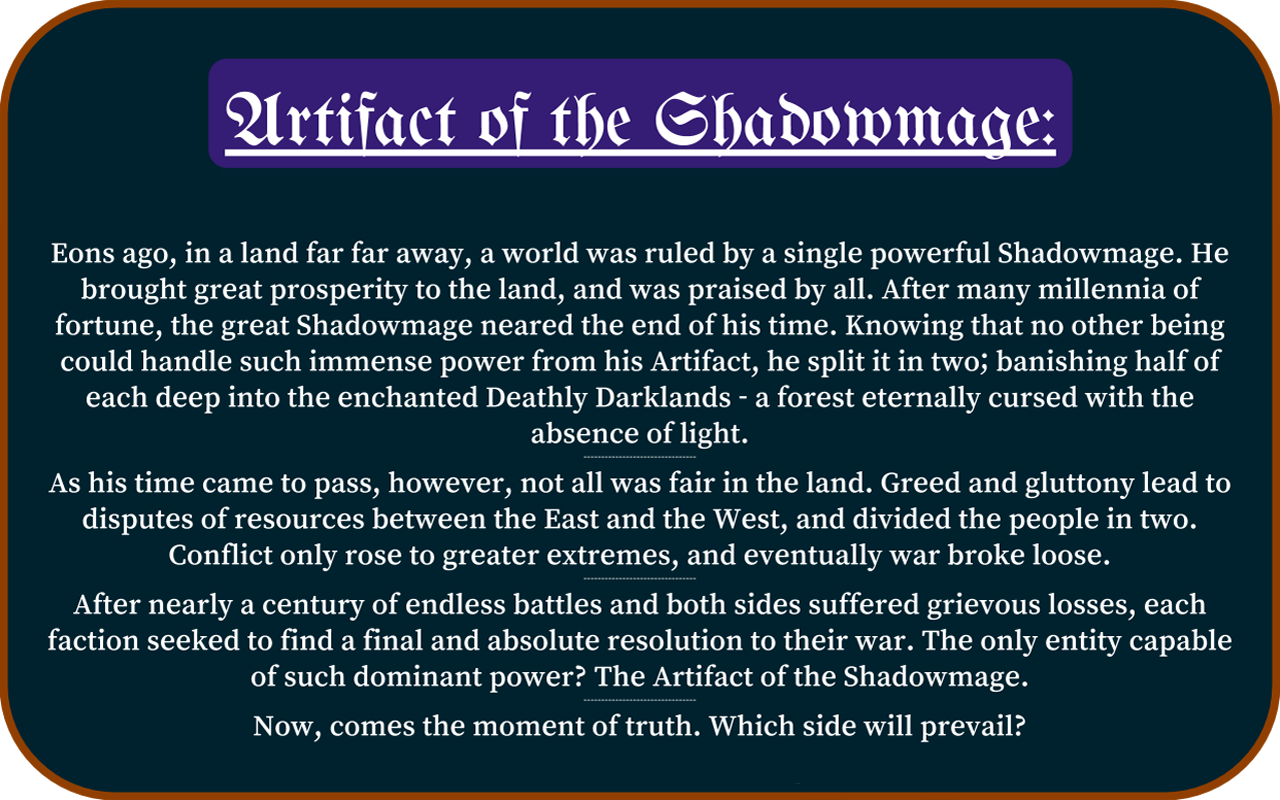 Artifact of the Shadowmage:
Eons ago, in a land far far away, a world was ruled by a single powerful Shadowmage. He
brought great prosperity to the land, and was praised by all. After many millennia of
fortune, the great Shadowmage neared the end of his time. Knowing that no other being
could handle such immense power from his Artifact, he split it in two; banishing half of
each deep into the enchanted Deathly Darklands - a forest eternally cursed with the
absence of light.
As his time came to pass, however, not all was fair in the land. Greed and gluttony lead to
disputes of resources between the East and the West, and divided the people in two.
Conflict only rose to greater extremes, and eventually war broke loose.
After nearly a century of endless battles and both sides suffered grievous losses, each
faction seeked to find a final and absolute resolution to their war. The only entity capable
of such dominant power? The Artifact of the Shadowmage.
Now, comes the moment of truth. Which side will prevail?